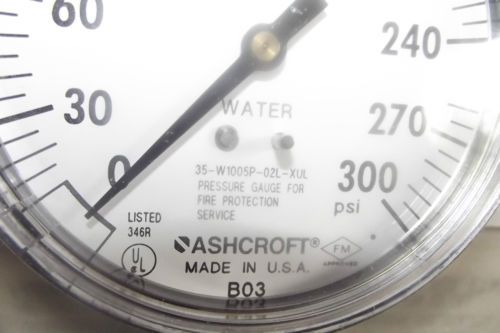 60
240
30
WATER
270
0
35-W1005P-02L-XUL
300
PRESSURE GAUGE FOR
FIRE PROTECTION
SERVICE
psi
LISTED
346R
UL
ASHCROFT®
FM
APPROVED
MADE IN U.S.A.
B03